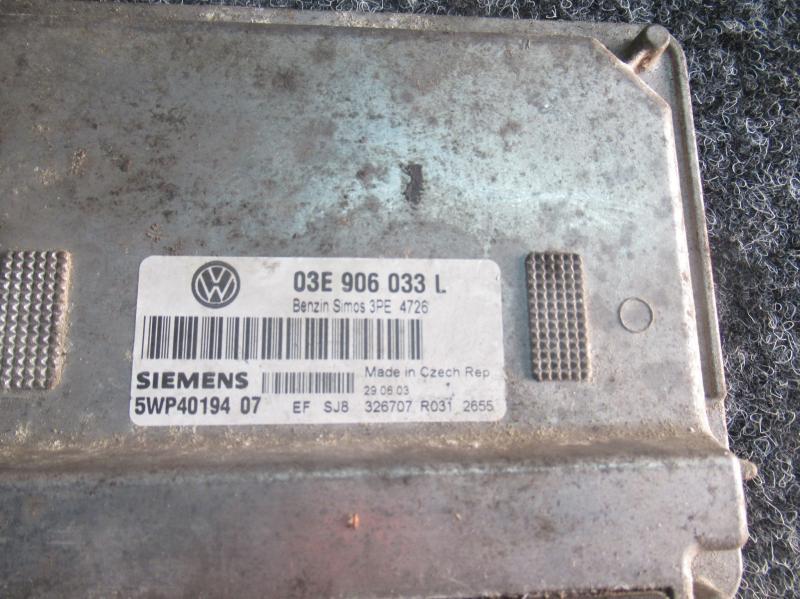 03E 906 033 L
Benzin Simos 3PE 4726
Made in Czech Rep
SIEMENS
29 06 03
5WP40194 07 EF SJ8 326707 R031 2655